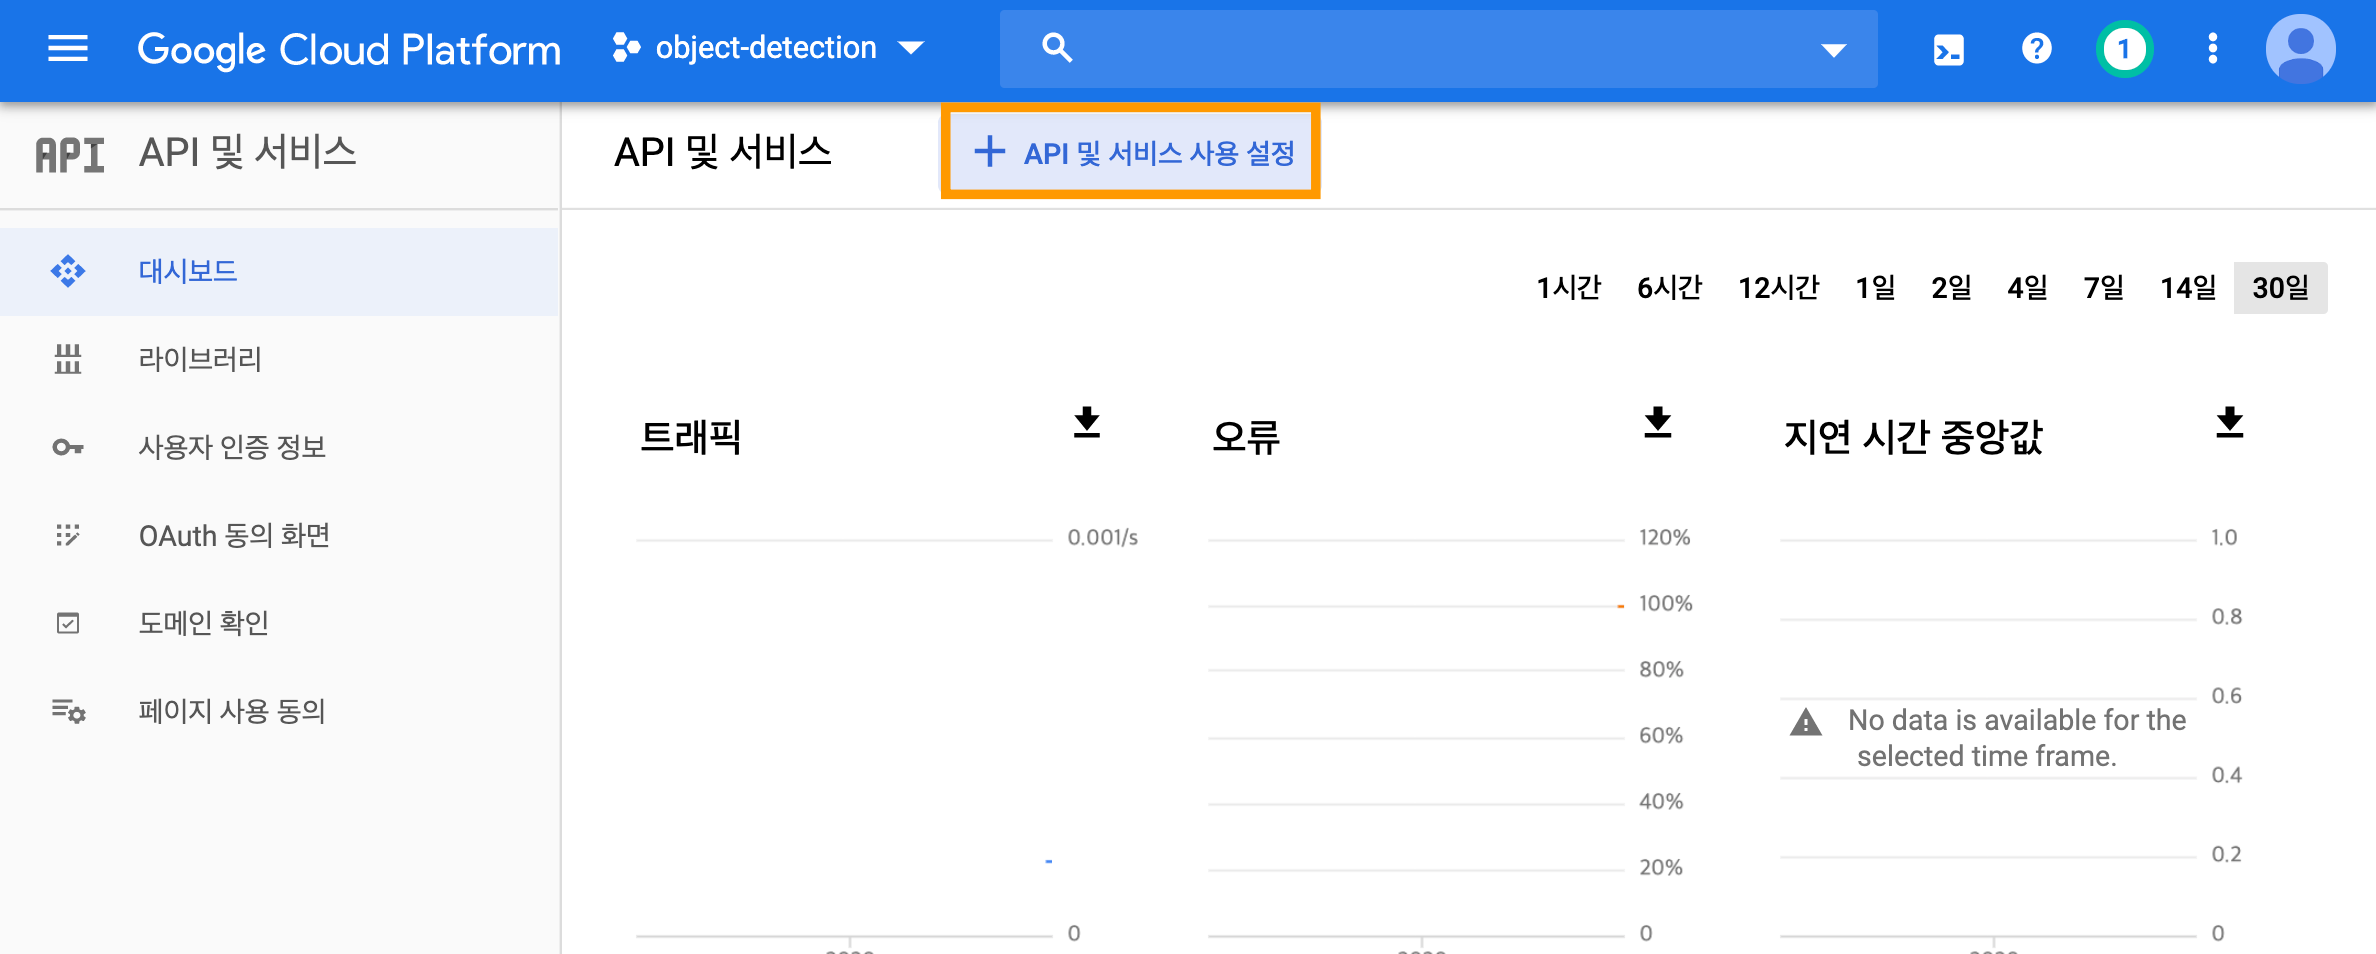 Google Cloud Platform
object-detection
1
API API 및 서비스
API 및 서비스
API 및 서비스 사용 설정
대시보드
라이브러리
사용자 인증 정보
OAuth 동의 화면
도메인 확인
페이지 사용 동의
1시간 6시간 12시간 1일 2일 4일 7일 14일 30일
트래픽
0.001/s
0
오류
120%
100%
80%
60%
40%
20%
0
지연 시간 중앙값
1.0
0.8
0.6
No data is available for the
selected time frame.
0.4
0.2
0